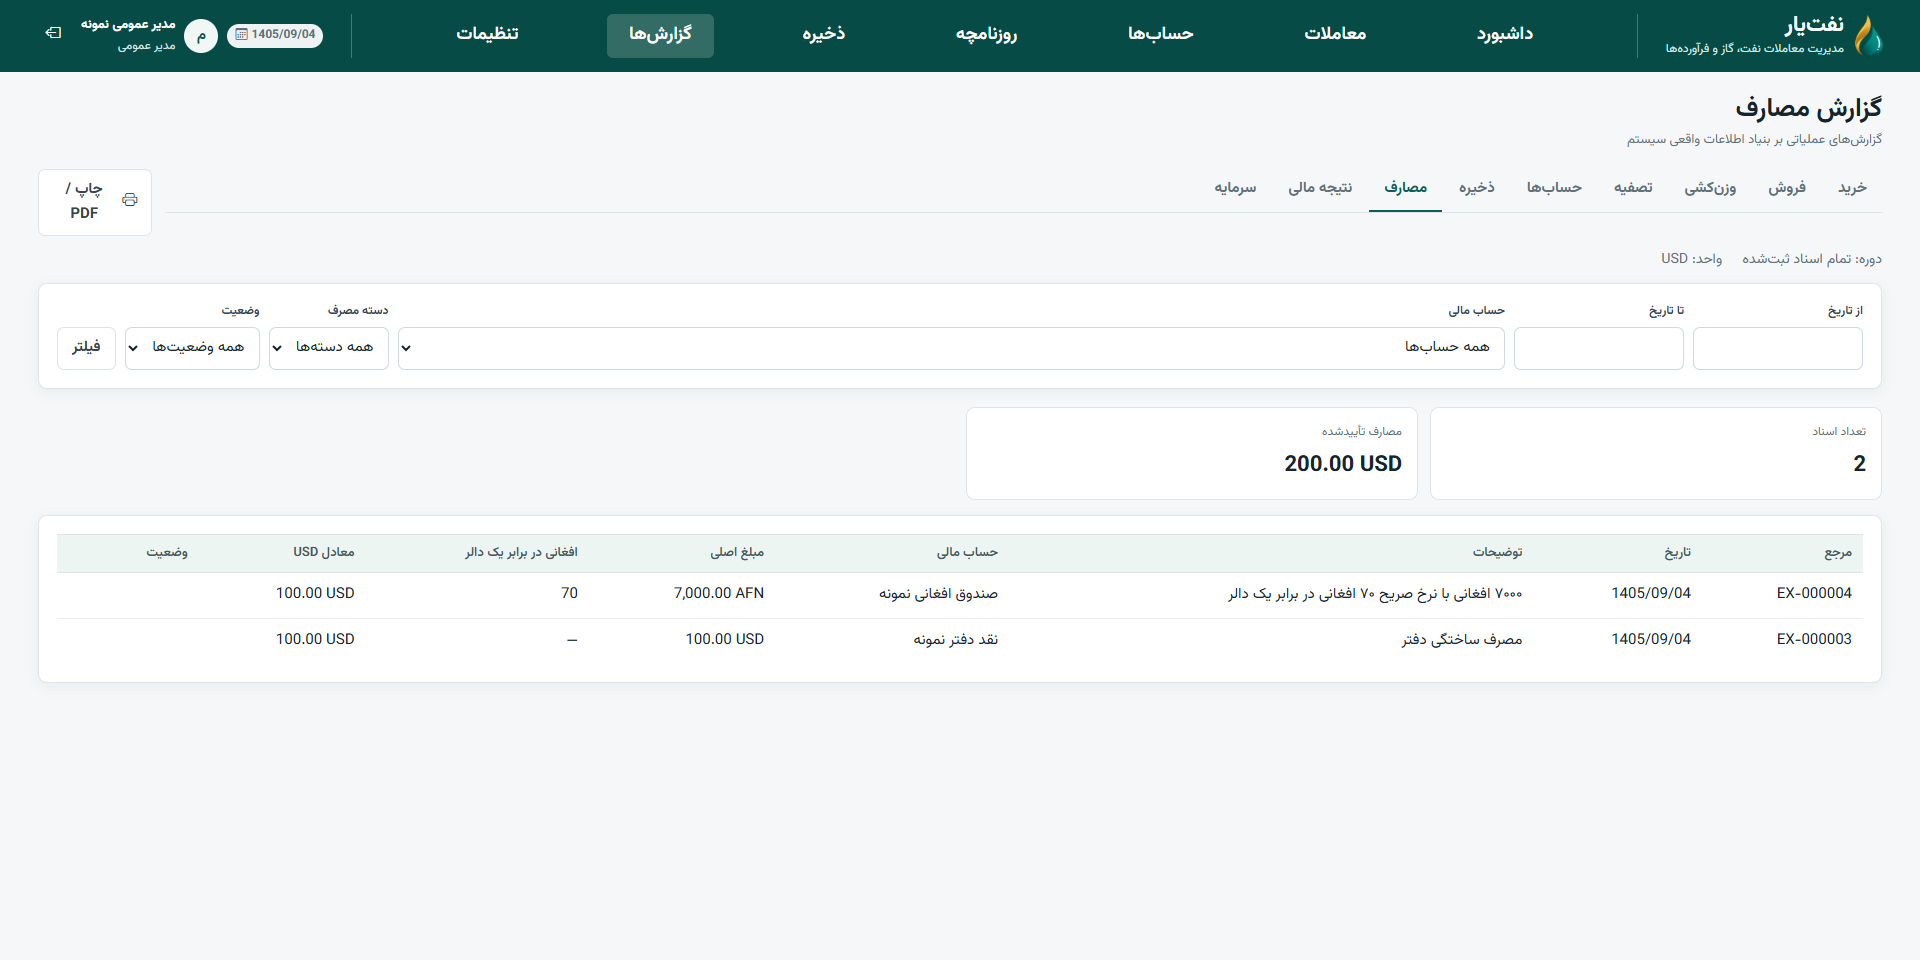 نفت‌یار
مدیریت معاملات نفت، گاز و فرآورده‌ها
داشبورد
معاملات
حساب‌ها
روزنامچه
ذخیره
گزارش‌ها
تنظیمات
1405/09/04
م
مدیر عمومی نمونه
مدیر عمومی
گزارش مصارف
گزارش‌های عملیاتی بر بنیاد اطلاعات واقعی سیستم
خرید
فروش
وزن‌کشی
تصفیه
حساب‌ها
ذخیره
مصارف
نتیجه مالی
سرمایه
چاپ /
PDF
دوره: تمام اسناد ثبت‌شده
واحد: USD
از تاریخ
تا تاریخ
حساب مالی
دسته مصرف
وضعیت
همه حساب‌ها
همه دسته‌ها
همه وضعیت‌ها
فیلتر
تعداد اسناد
2
مصارف تأییدشده
200.00 USD
مرجع تاریخ توضیحات حساب مالی مبلغ اصلی افغانی در برابر یک دالر معادل USD وضعیت
EX-000004 1405/09/04 ۷۰۰۰ افغانی با نرخ صریح ۷۰ افغانی در برابر یک دالر صندوق افغانی نمونه 7,000.00 AFN 70 100.00 USD
EX-000003 1405/09/04 مصرف ساختگی دفتر نقد دفتر نمونه 100.00 USD — 100.00 USD